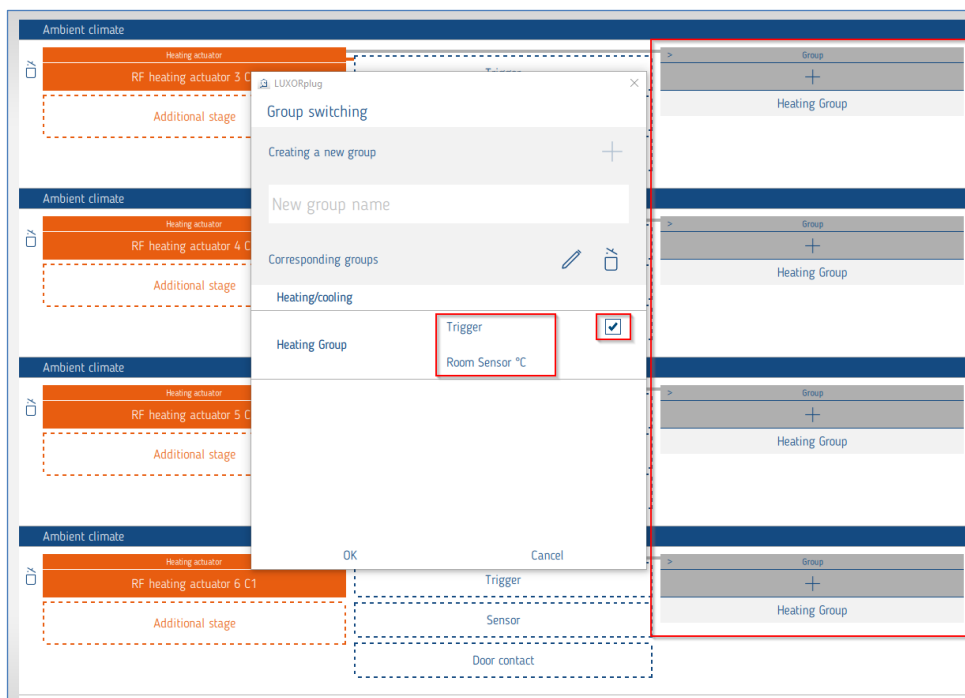 Ambient climate
Heating actuator
RF heating actuator 3 C
Additional stage
Trigger
> Group
Heating Group
LUXORplug
Group switching
Creating a new group
New group name
Corresponding groups
Heating/cooling
Heating Group
Trigger
Room Sensor °C
OK
Cancel
Ambient climate
Heating actuator
RF heating actuator 4 C
Additional stage
> Group
Heating Group
Ambient climate
Heating actuator
RF heating actuator 5 C
Additional stage
> Group
Heating Group
Ambient climate
Heating actuator
RF heating actuator 6 C1
Additional stage
Trigger
Sensor
Door contact
> Group
Heating Group